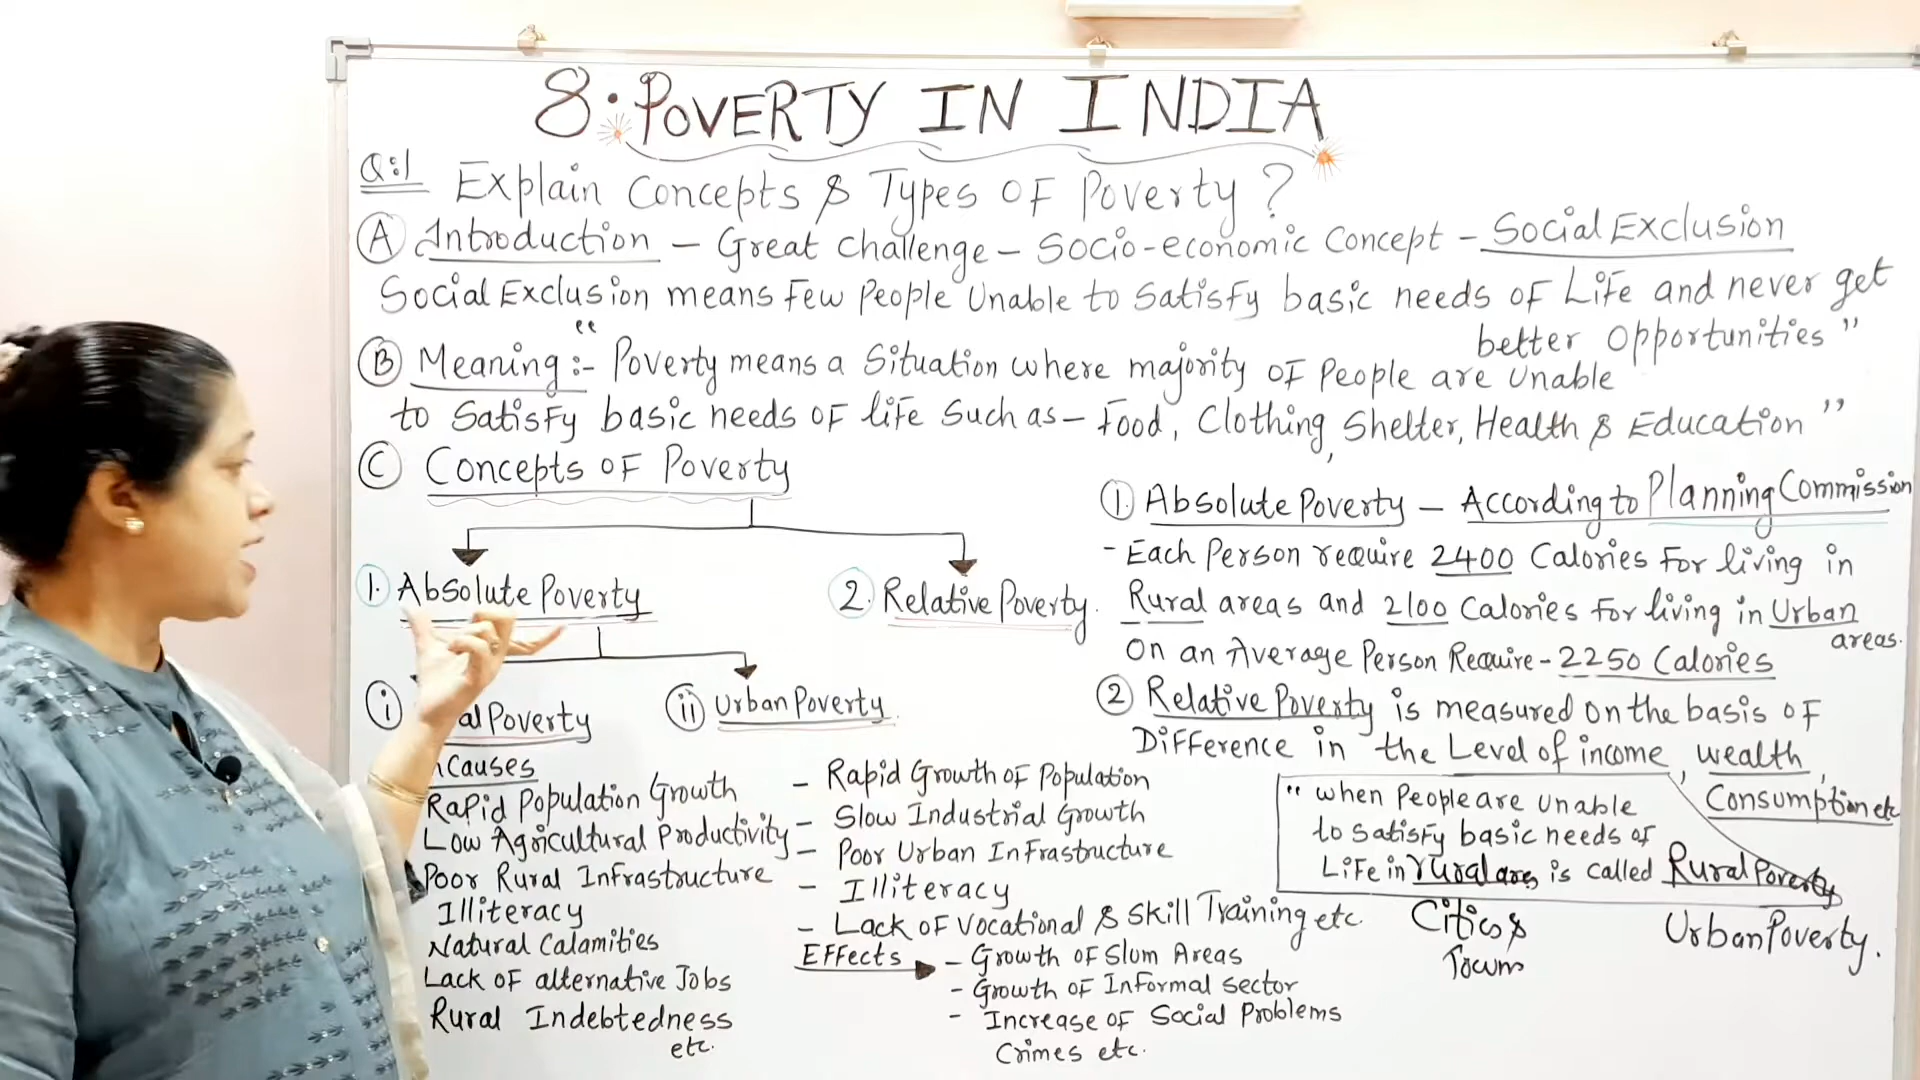 8. POVERTY IN INDIA
Q:1 Explain Concepts & Types OF Poverty?
(A) Introduction – Great Challenge – Socio-economic Concept – Social Exclusion
Social Exclusion means Few People Unable to Satisfy basic needs OF Life and never get
better Opportunities"
(B) Meaning :- "Poverty means a Situation where majority OF People are Unable
to Satisfy basic needs OF life Such as – Food, Clothing, Shelter, Health & Education"
(C) Concepts OF Poverty
1. Absolute Poverty
2. Relative Poverty.
(i) al Poverty
(ii) Urban Poverty.
Causes
Rapid Population Growth
Low Agricultural Productivity
Poor Rural Infrastructure
Illiteracy
Natural Calamities
Lack OF alternative Jobs
Rural Indebtedness
etc.
– Rapid Growth OF Population
– Slow Industrial Growth
– Poor Urban Infrastructure
– Illiteracy
– Lack OF Vocational & Skill Training etc
Effects – Growth OF Slum Areas
– Growth OF Informal Sector
– Increase OF Social Problems
Crimes etc.
(1) Absolute Poverty – According to Planning Commission
- Each Person require 2400 Calories For living in
Rural areas and 2100 Calories For living in Urban
areas.
On an Average Person Require – 2250 Calories
(2) Relative Poverty is measured on the basis OF
Difference in the Level of income, wealth,
Consumption etc
"when People are Unable
to Satisfy basic needs OF
Life in rural areas is called Rural Poverty
Cities &
Towns
Urban Poverty.